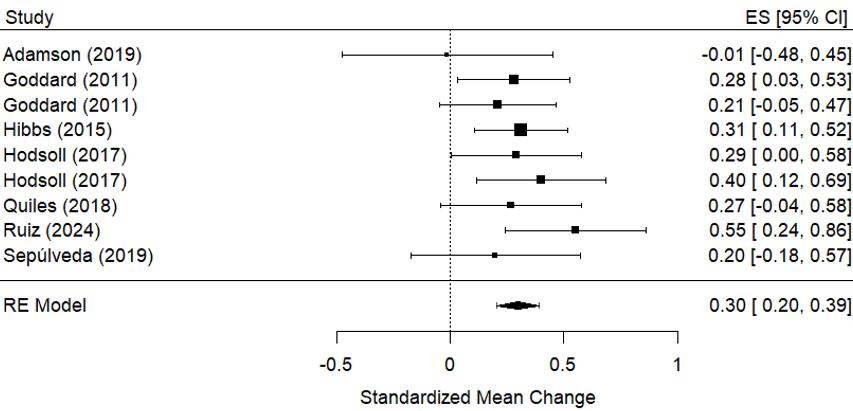 Study ES [95% CI]
Adamson (2019) -0.01 [-0.48, 0.45]
Goddard (2011) 0.28 [ 0.03, 0.53]
Goddard (2011) 0.21 [-0.05, 0.47]
Hibbs (2015) 0.31 [ 0.11, 0.52]
Hodsoll (2017) 0.29 [ 0.00, 0.58]
Hodsoll (2017) 0.40 [ 0.12, 0.69]
Quiles (2018) 0.27 [-0.04, 0.58]
Ruiz (2024) 0.55 [ 0.24, 0.86]
Sepúlveda (2019) 0.20 [-0.18, 0.57]
RE Model 0.30 [ 0.20, 0.39]
-0.5 0 0.5 1
Standardized Mean Change